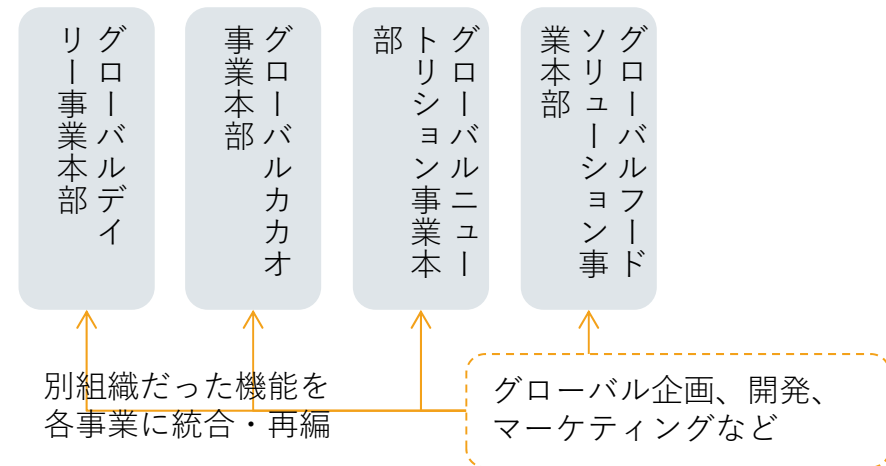 グローバルデイ
リー事業本部
グローバルカカオ
事業本部
グローバルニュー
トリション事業本
部
グローバルフード
ソリューション事
業本部
別組織だった機能を
各事業に統合・再編
グローバル企画、開発、
マーケティングなど